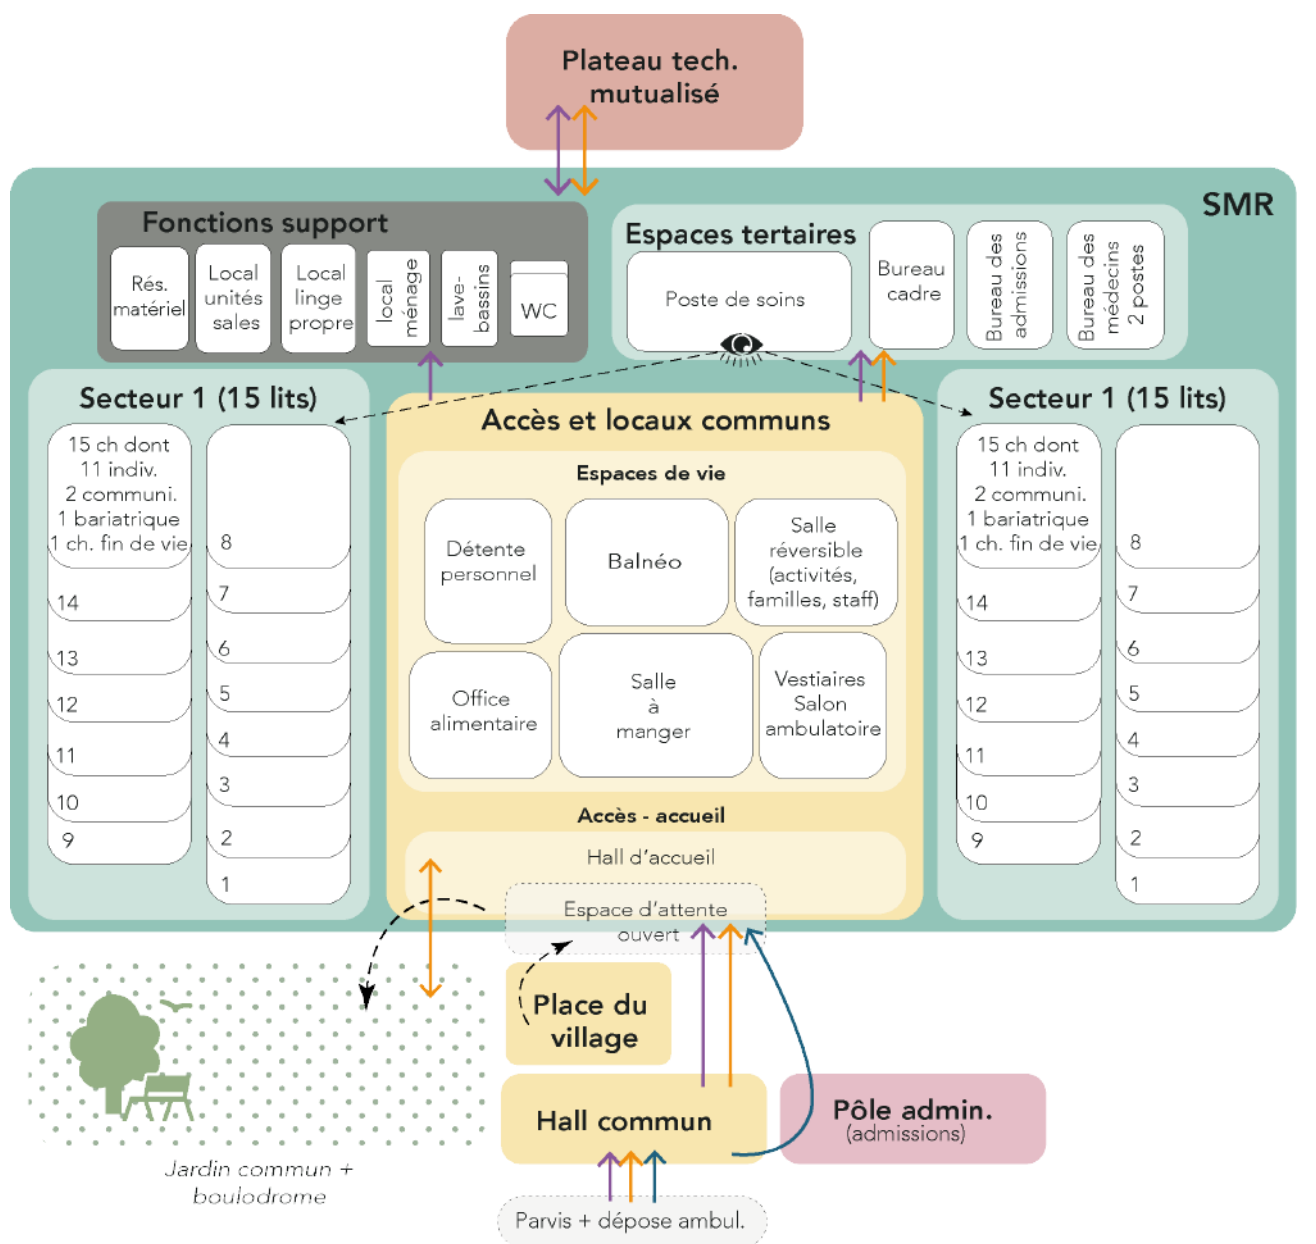 Plateau tech.
mutualisé
SMR
Fonctions support
Rés.
matériel
Local
unités
sales
Local
linge
propre
local
ménage
lave-
bassins
WC
Espaces tertaires
Poste de soins
Bureau
cadre
Bureau des
admissions
Bureau des
médecins
2 postes
Secteur 1 (15 lits)
15 ch dont
11 indiv.
2 communi.
1 bariatrique
1 ch. fin de vie
14
13
12
11
10
9
8
7
6
5
4
3
2
1
Accès et locaux communs
Espaces de vie
Détente
personnel
Balnéo
Salle
réversible
(activités,
familles, staff)
Office
alimentaire
Salle
à
manger
Vestiaires
Salon
ambulatoire
Accès - accueil
Hall d'accueil
Espace d'attente
ouvert
Secteur 1 (15 lits)
15 ch dont
11 indiv.
2 communi.
1 bariatrique
1 ch. fin de vie
14
13
12
11
10
9
8
7
6
5
4
3
2
1
Place du
village
Hall commun
Pôle admin.
(admissions)
Jardin commun +
boulodrome
Parvis + dépose ambul.